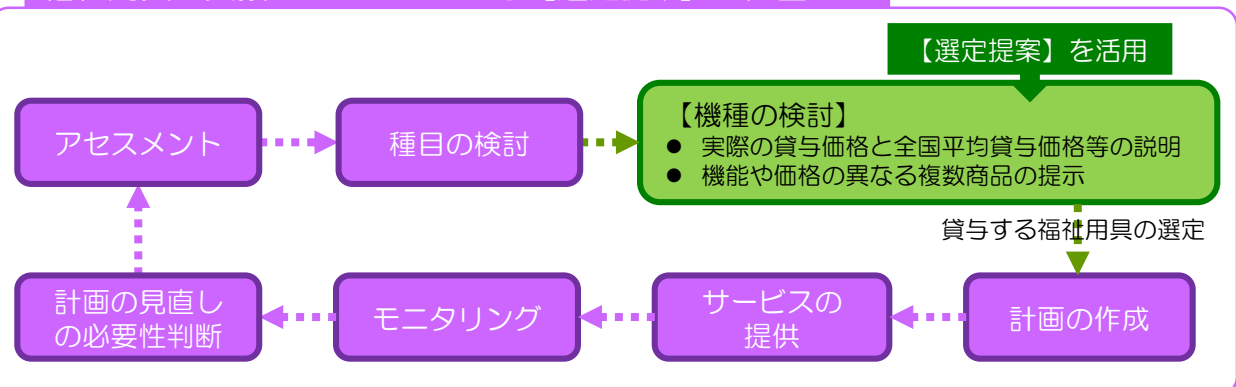 【選定提案】を活用
アセスメント
種目の検討
【機種の検討】
● 実際の貸与価格と全国平均貸与価格等の説明
● 機能や価格の異なる複数商品の提示
貸与する福祉用具の選定
計画の見直し
の必要性判断
モニタリング
サービスの
提供
計画の作成